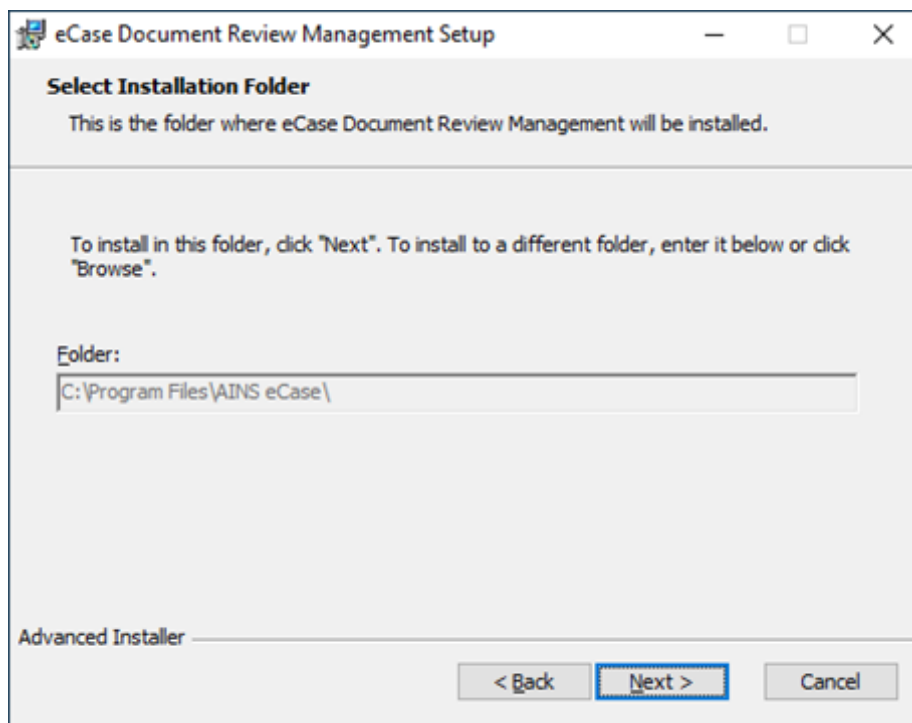 eCase Document Review Management Setup
Select Installation Folder
This is the folder where eCase Document Review Management will be installed.
To install in this folder, click "Next". To install to a different folder, enter it below or click
"Browse".
Folder:
C:\Program Files\AINS eCase\
Advanced Installer
< Back
Next >
Cancel